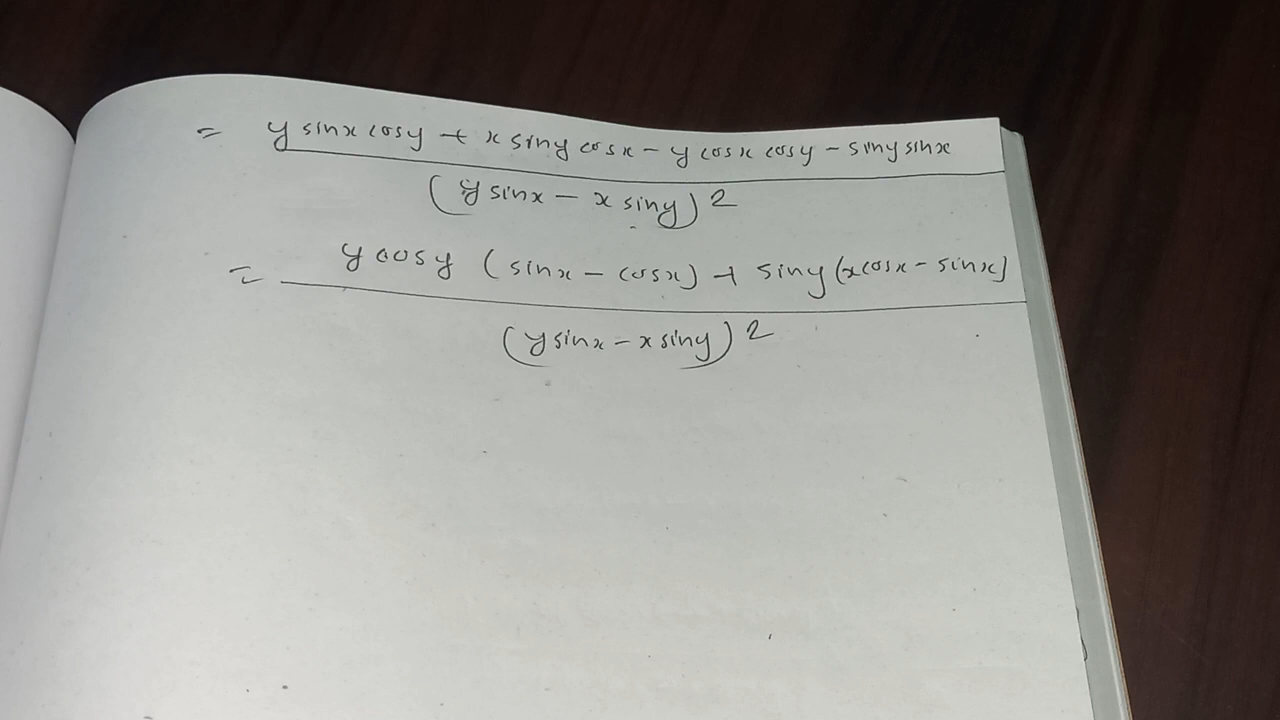 = y sinx cosy + x siny cosx - y cosx cosy - siny sinx
(y sinx - x siny) 2
= y cosy (sinx - cosx) + siny (xcosx - sinx)
(y sinx - x siny) 2